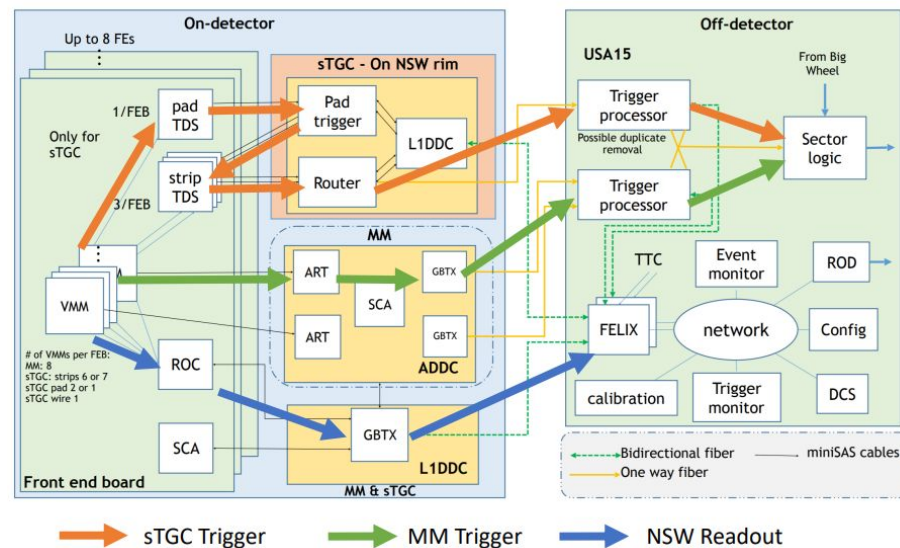 On-detector
Off-detector
Up to 8 FEs
⋮
USA15
sTGC - On NSW rim
From Big
Wheel
1/FEB
pad
TDS
Pad
trigger
Trigger
processor
Only for
sTGC
L1DDC
Possible duplicate
removal
Sector
logic
strip
TDS
Router
Trigger
processor
3/FEB
MM
TTC
Event
monitor
ROD
ART
GBTX
SCA
VMM
FELIX
network
Config
ART
GBTX
# of VMMs per FEB:
MM: 8
sTGC: strips 6 or 7
sTGC pad 2 or 1
sTGC wire 1
ROC
ADDC
calibration
Trigger
monitor
DCS
GBTX
SCA
L1DDC
Front end board
MM & sTGC
Bidirectional fiber
miniSAS cables
One way fiber
sTGC Trigger
MM Trigger
NSW Readout